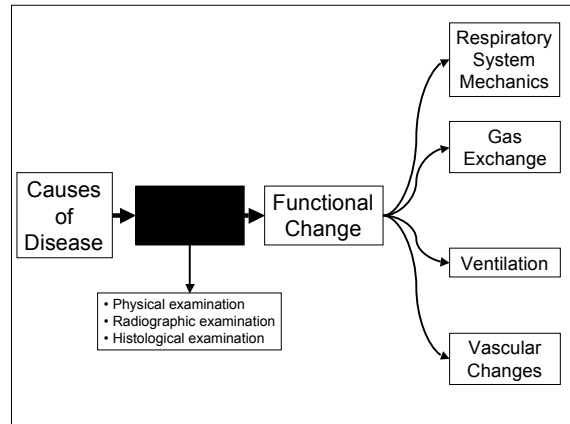 Respiratory
System
Mechanics
Gas
Exchange
Causes
of
Disease
Functional
Change
Ventilation
• Physical examination
• Radiographic examination
• Histological examination
Vascular
Changes